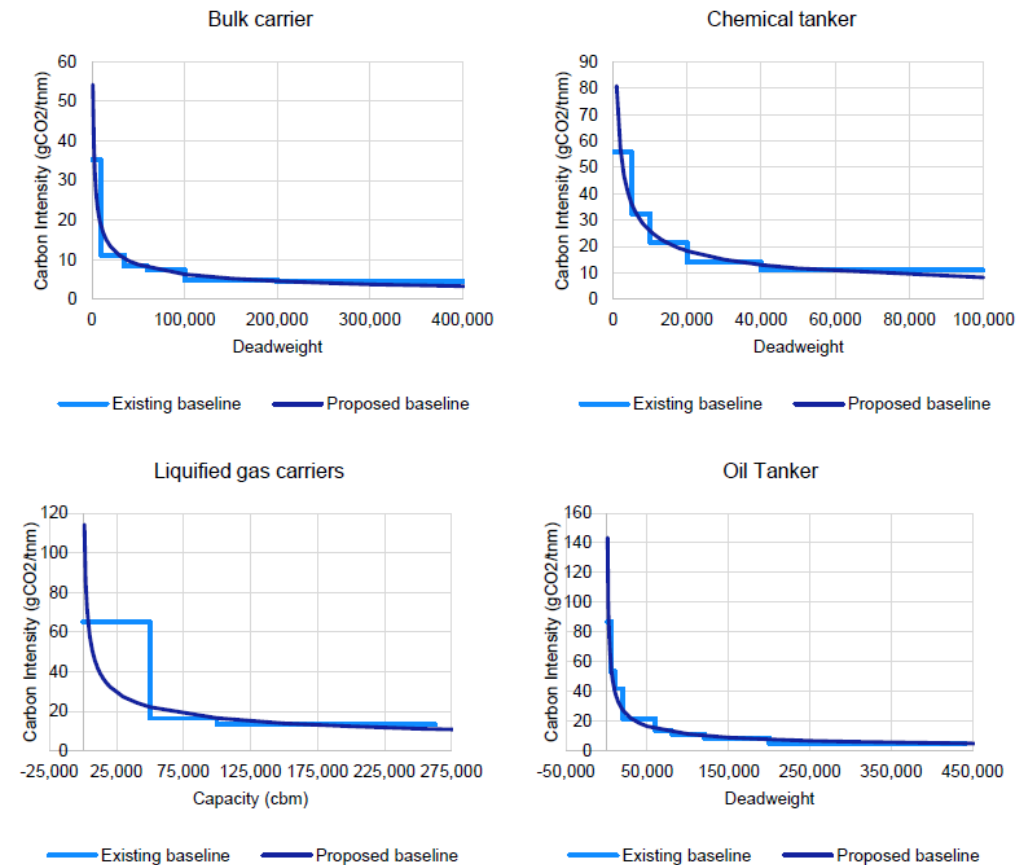 Bulk carrier
Carbon Intensity (gCO2/tnm)
60
50
40
30
20
10
0
0 100,000 200,000 300,000 400,000
Deadweight
Existing baseline Proposed baseline
Chemical tanker
Carbon Intensity (gCO2/tnm)
90
80
70
60
50
40
30
20
10
0
0 20,000 40,000 60,000 80,000 100,000
Deadweight
Existing baseline Proposed baseline
Liquified gas carriers
Carbon Intensity (gCO2/tnm)
120
100
80
60
40
20
0
-25,000 25,000 75,000 125,000 175,000 225,000 275,000
Capacity (cbm)
Existing baseline Proposed baseline
Oil Tanker
Carbon Intensity (gCO2/tnm)
160
140
120
100
80
60
40
20
0
-50,000 50,000 150,000 250,000 350,000 450,000
Deadweight
Existing baseline Proposed baseline